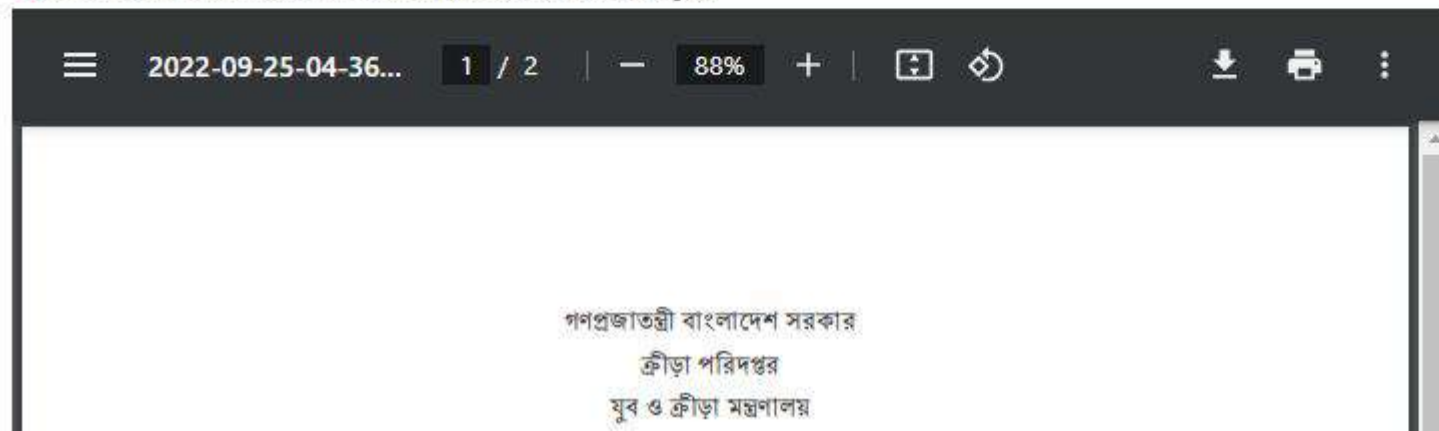 2022-09-25-04-36... 1 / 2 88%
গণপ্রজাতন্ত্রী বাংলাদেশ সরকার
ক্রীড়া পরিদপ্তর
যুব ও ক্রীড়া মন্ত্রণালয়